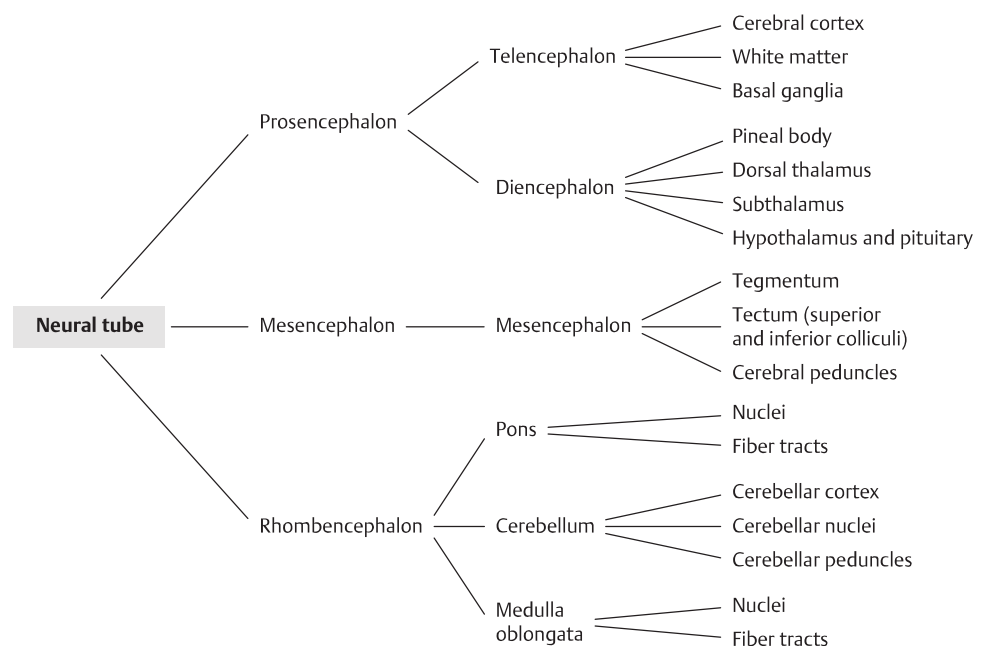 Neural tube
Prosencephalon
Telencephalon
Cerebral cortex
White matter
Basal ganglia
Diencephalon
Pineal body
Dorsal thalamus
Subthalamus
Hypothalamus and pituitary
Mesencephalon
Mesencephalon
Tegmentum
Tectum (superior
and inferior colliculi)
Cerebral peduncles
Rhombencephalon
Pons
Nuclei
Fiber tracts
Cerebellum
Cerebellar cortex
Cerebellar nuclei
Cerebellar peduncles
Medulla
oblongata
Nuclei
Fiber tracts